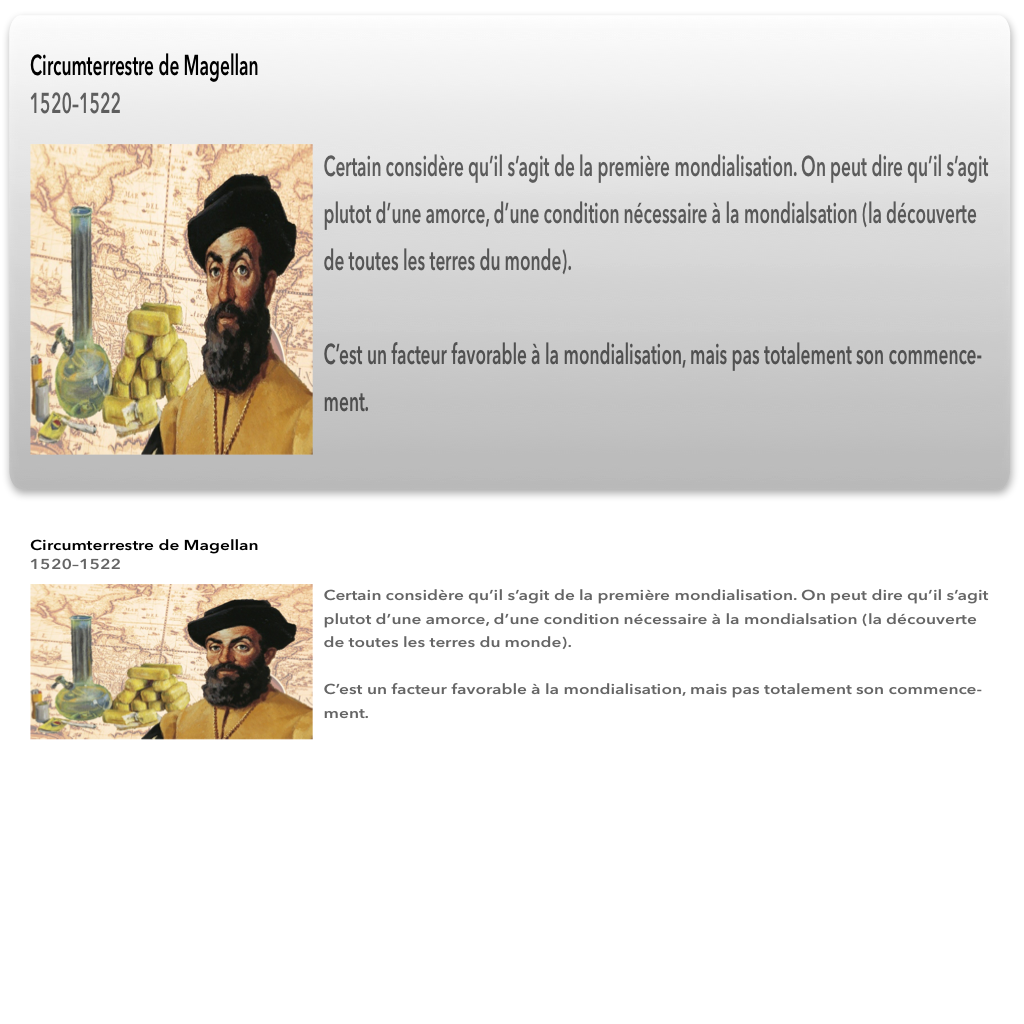 Circumterrestre de Magellan
1520–1522
Certain considère qu’il s’agit de la première mondialisation. On peut dire qu’il s’agit
plutot d’une amorce, d’une condition nécessaire à la mondialsation (la découverte
de toutes les terres du monde).
C’est un facteur favorable à la mondialisation, mais pas totalement son commence-
ment.
Circumterrestre de Magellan
1520–1522
Certain considère qu’il s’agit de la première mondialisation. On peut dire qu’il s’agit
plutot d’une amorce, d’une condition nécessaire à la mondialsation (la découverte
de toutes les terres du monde).
C’est un facteur favorable à la mondialisation, mais pas totalement son commence-
ment.